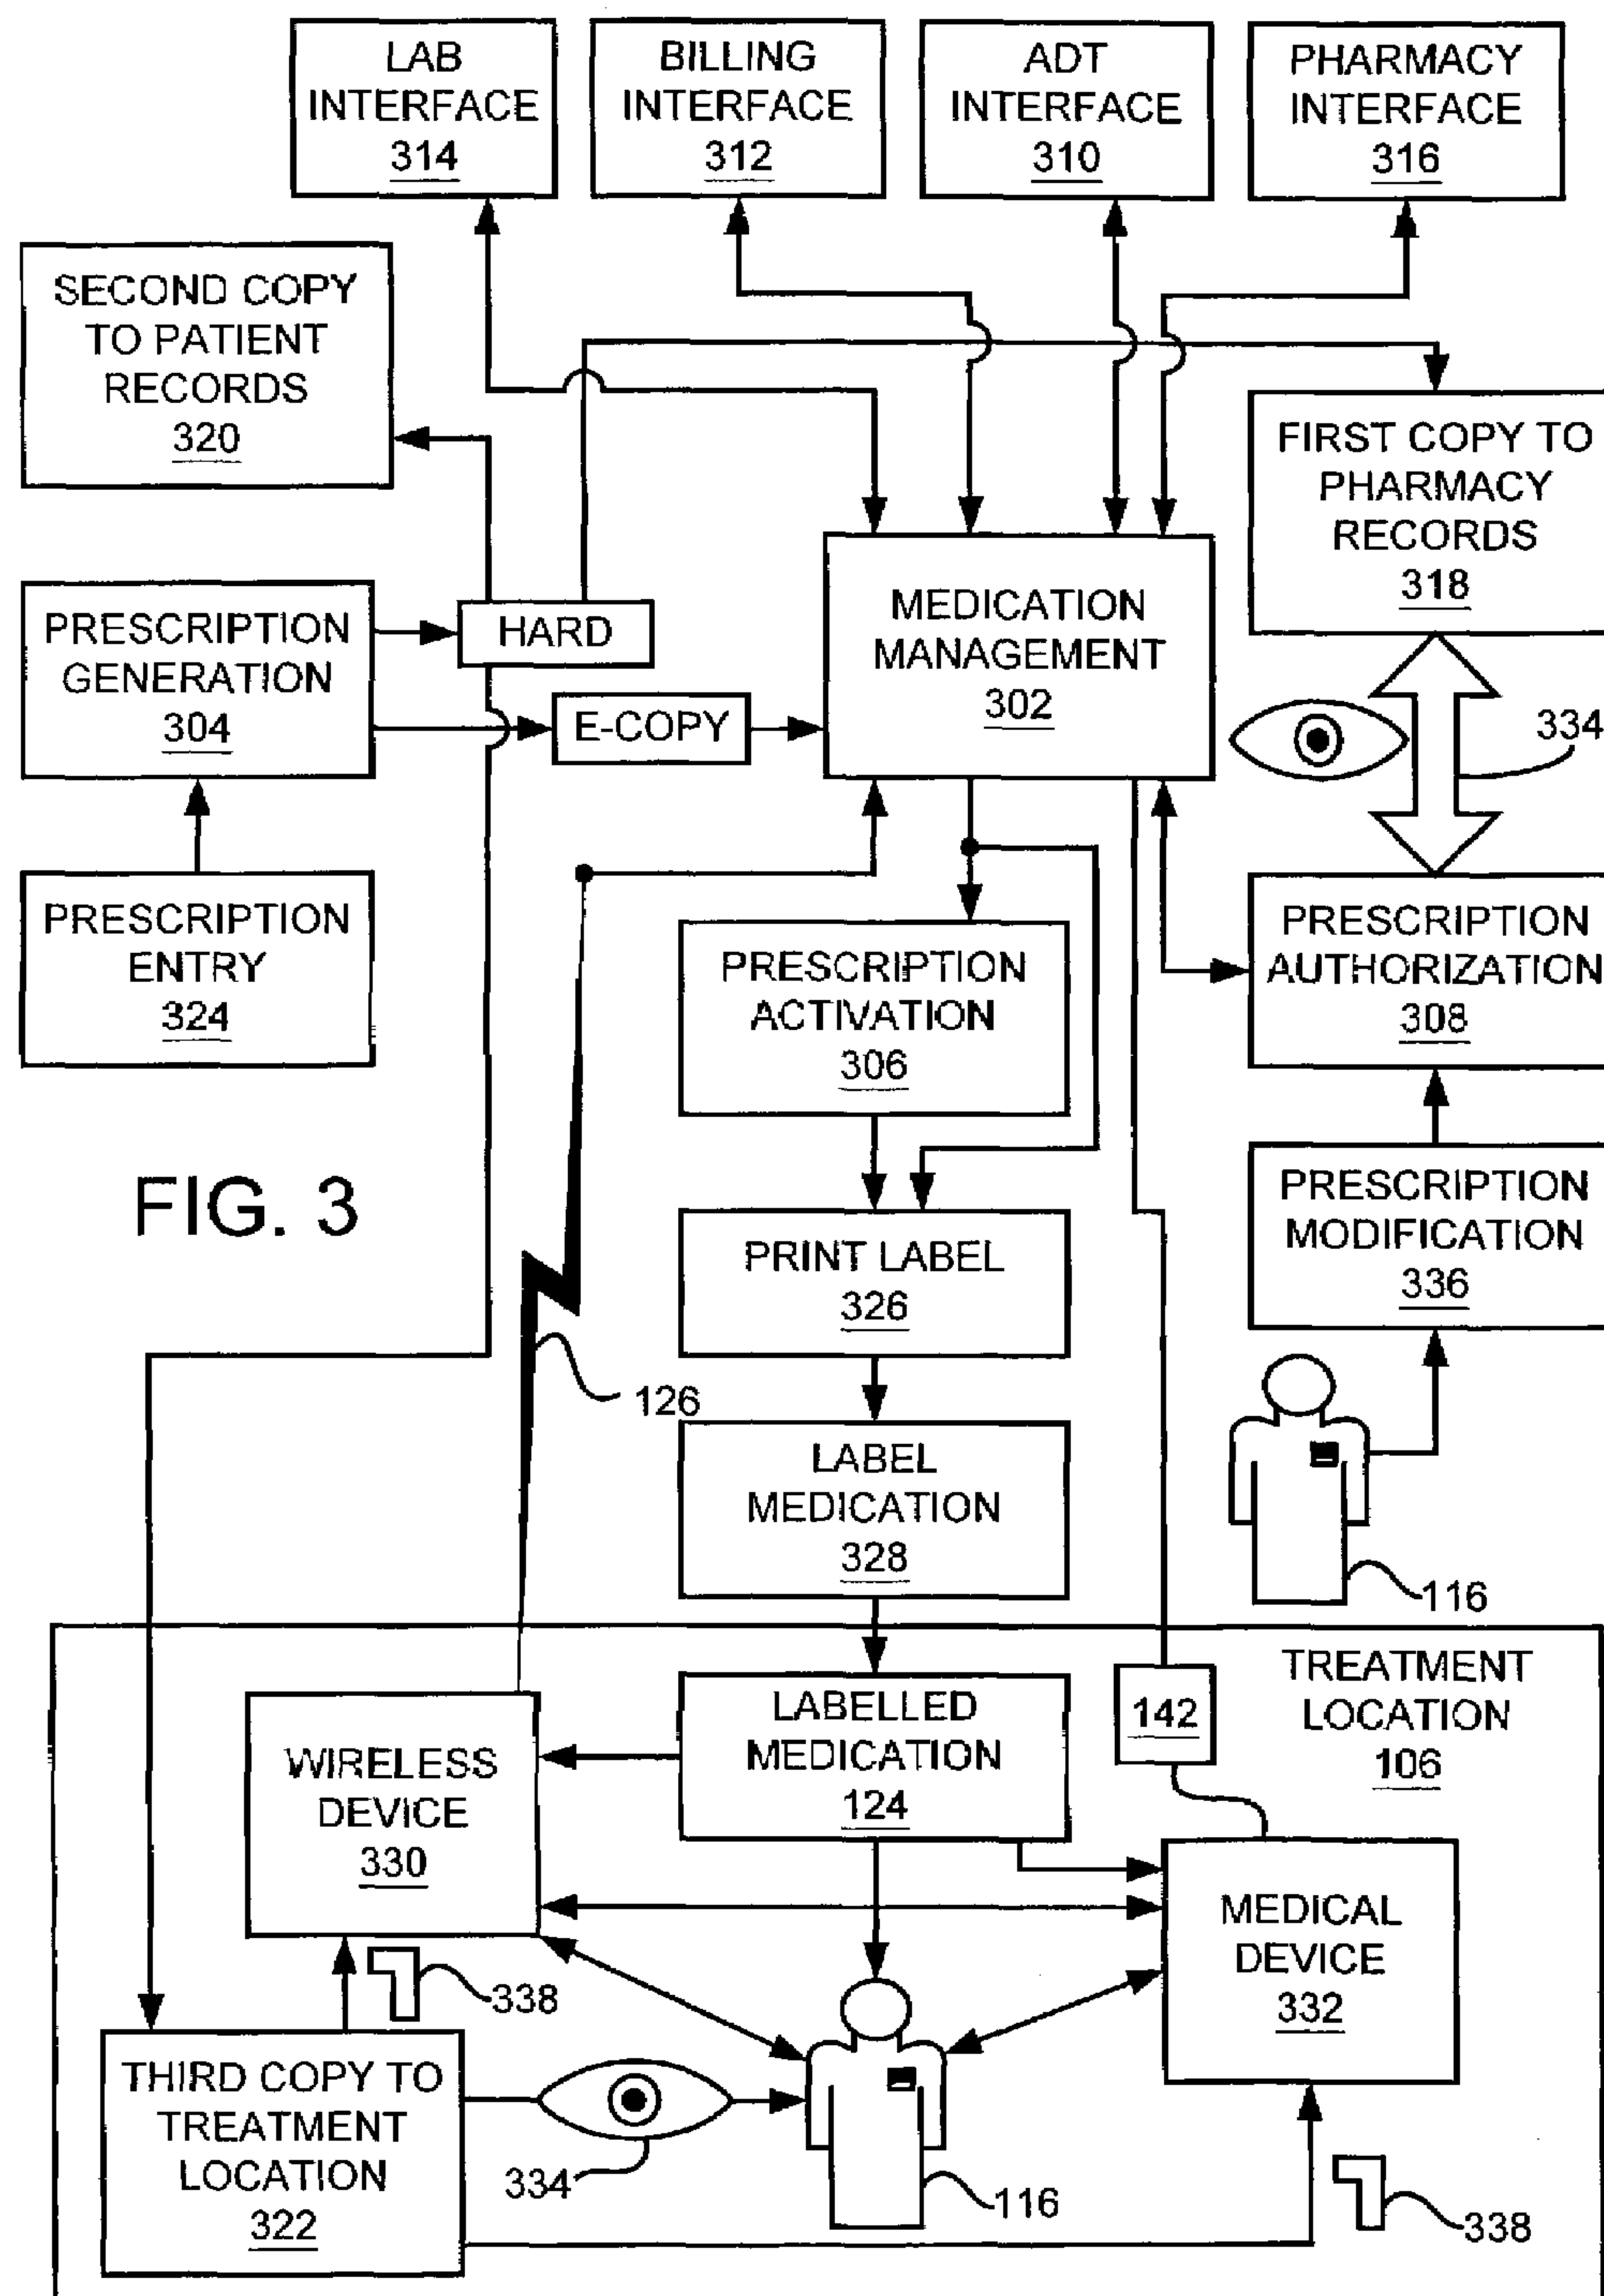 LAB
INTERFACE
314
BILLING
INTERFACE
312
ADT
INTERFACE
310
PHARMACY
INTERFACE
316
SECOND COPY
TO PATIENT
RECORDS
320
FIRST COPY TO
PHARMACY
RECORDS
318
PRESCRIPTION
GENERATION
304
HARD
E-COPY
MEDICATION
MANAGEMENT
302
334
PRESCRIPTION
ENTRY
324
PRESCRIPTION
ACTIVATION
306
PRESCRIPTION
AUTHORIZATION
308
FIG. 3
PRINT LABEL
326
PRESCRIPTION
MODIFICATION
336
126
LABEL
MEDICATION
328
116
TREATMENT
LOCATION
106
LABELLED
MEDICATION
124
142
WIRELESS
DEVICE
330
MEDICAL
DEVICE
332
338
THIRD COPY TO
TREATMENT
LOCATION
322
334
116
338